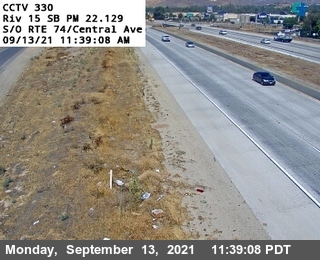 CCTV 330
Riv 15 SB PM 22.129
S/O RTE 74/Central Ave
09/13/21 11:39:08 AM
Monday, September 13, 2021 11:39:08 PDT